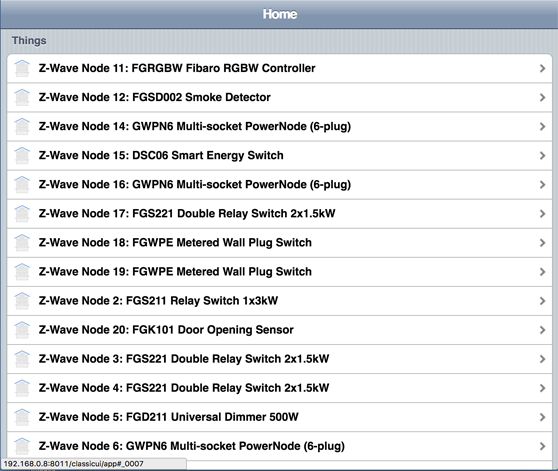 Home
Things
Z-Wave Node 11: FGRGBW Fibaro RGBW Controller
Z-Wave Node 12: FGSD002 Smoke Detector
Z-Wave Node 14: GWPN6 Multi-socket PowerNode (6-plug)
Z-Wave Node 15: DSC06 Smart Energy Switch
Z-Wave Node 16: GWPN6 Multi-socket PowerNode (6-plug)
Z-Wave Node 17: FGS221 Double Relay Switch 2x1.5kW
Z-Wave Node 18: FGWPE Metered Wall Plug Switch
Z-Wave Node 19: FGWPE Metered Wall Plug Switch
Z-Wave Node 2: FGS211 Relay Switch 1x3kW
Z-Wave Node 20: FGK101 Door Opening Sensor
Z-Wave Node 3: FGS221 Double Relay Switch 2x1.5kW
Z-Wave Node 4: FGS221 Double Relay Switch 2x1.5kW
Z-Wave Node 5: FGD211 Universal Dimmer 500W
Z-Wave Node 6: GWPN6 Multi-socket PowerNode (6-plug)
192.168.0.8:8011/classicui/app#_0007